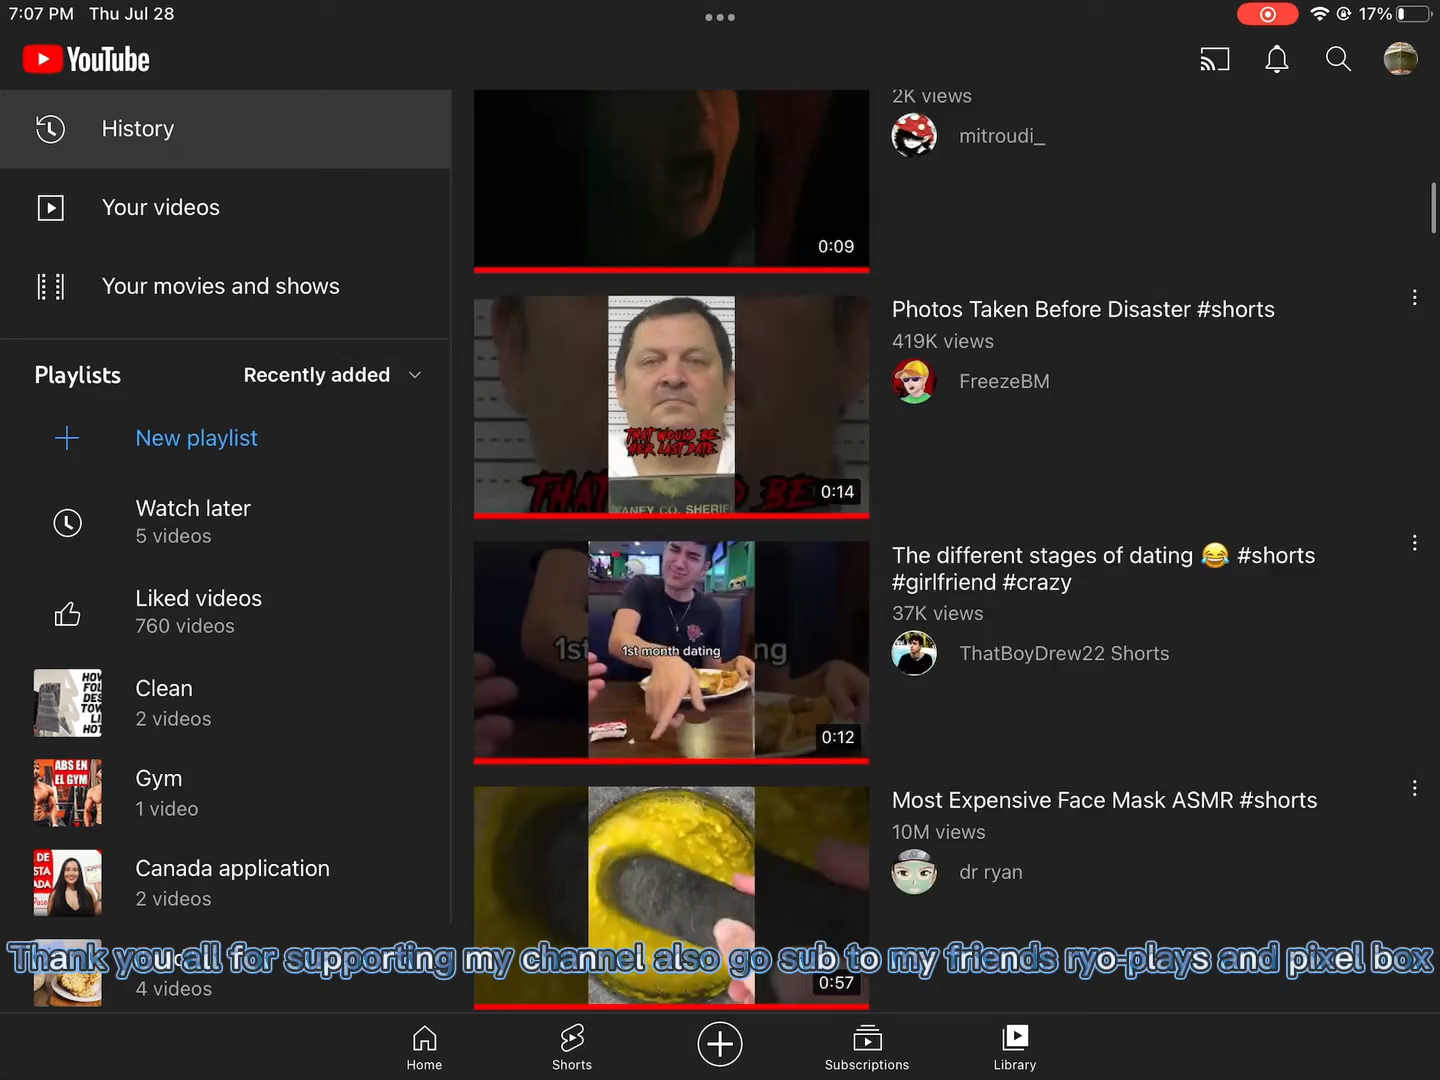 7:07 PM Thu Jul 28
17%
YouTube
History
Your videos
Your movies and shows
Playlists
Recently added
New playlist
Watch later
5 videos
Liked videos
760 videos
Clean
2 videos
Gym
1 video
Canada application
2 videos
4 videos
2K views
mitroudi_
0:09
Photos Taken Before Disaster #shorts
419K views
FreezeBM
THAT WOULD BE
HER LAST DATE
0:14
The different stages of dating 😂 #shorts
#girlfriend #crazy
37K views
ThatBoyDrew22 Shorts
1st month dating
0:12
Most Expensive Face Mask ASMR #shorts
10M views
dr ryan
0:57
ABS EN
EL GYM
Thank you all for supporting my channel also go sub to my friends ryo-plays and pixel box
Home
Shorts
Subscriptions
Library